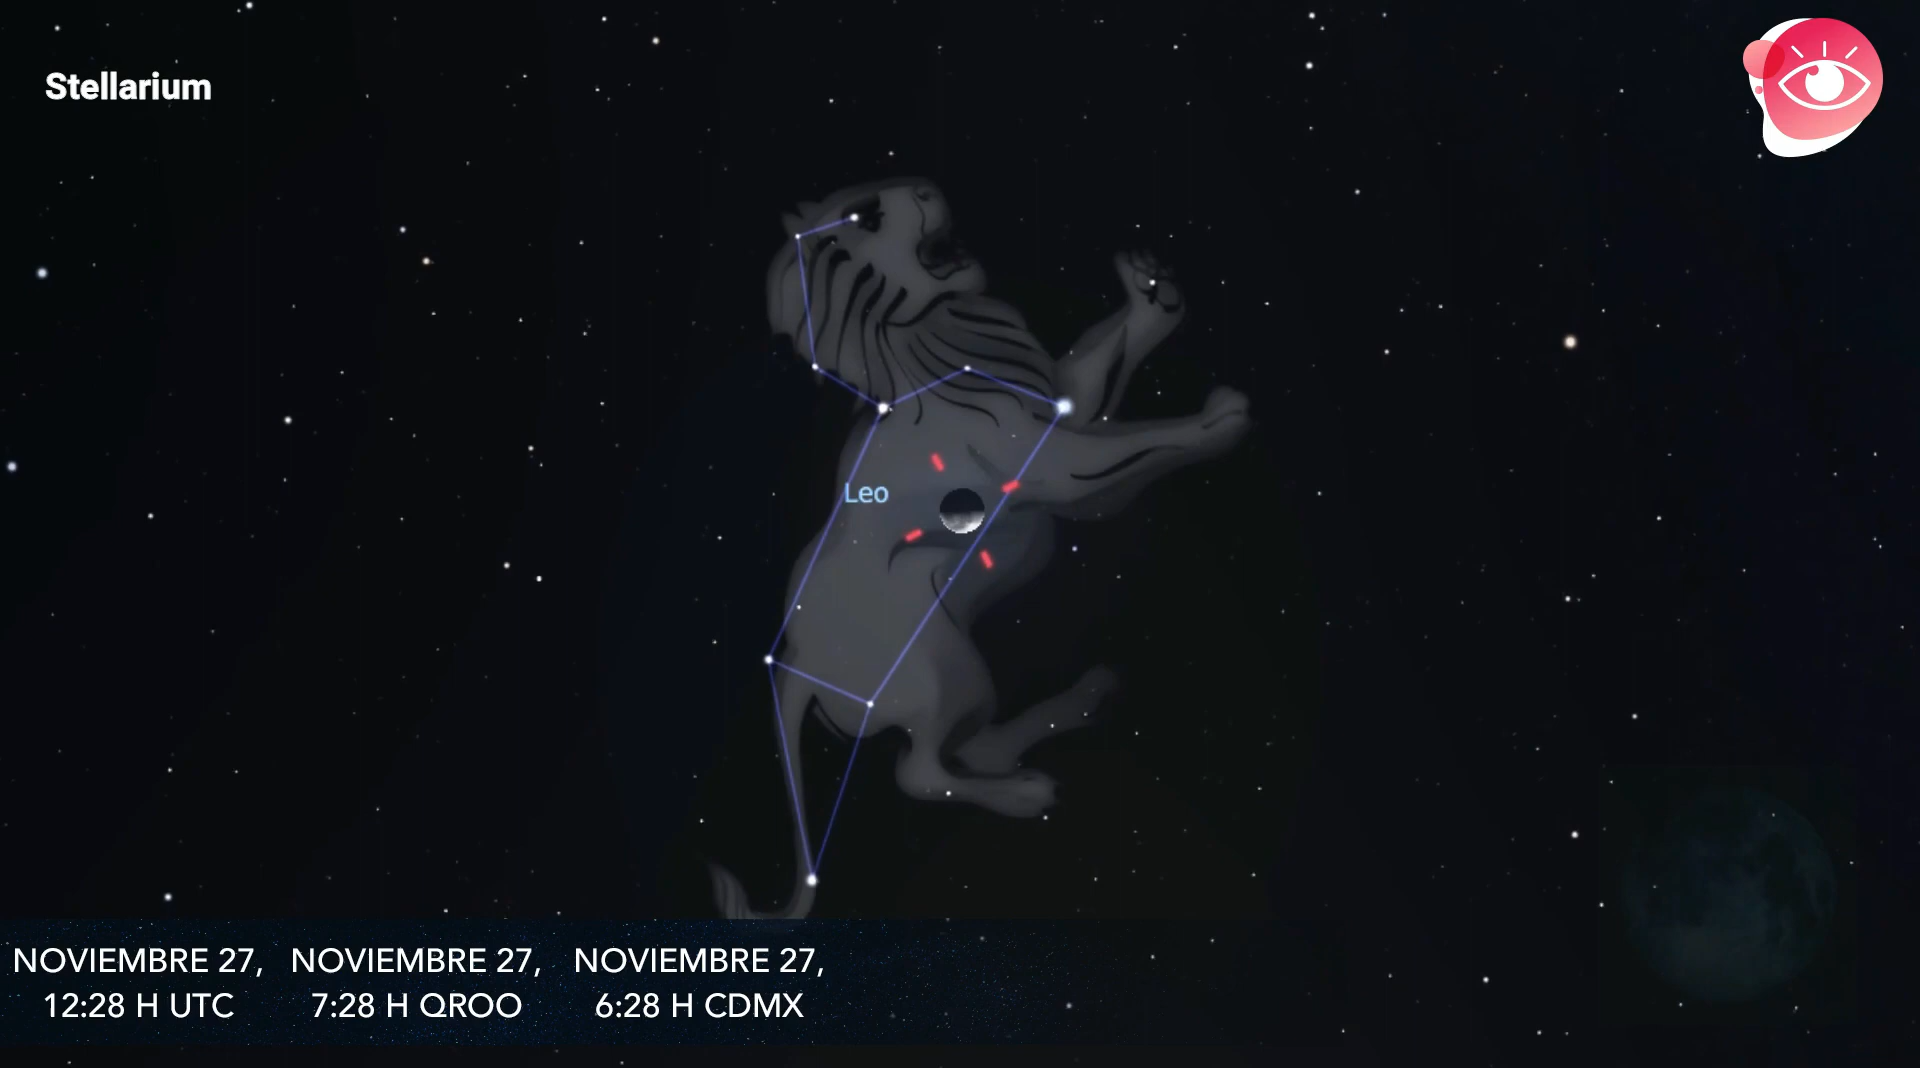 Stellarium
Leo
NOVIEMBRE 27,
12:28 H UTC
NOVIEMBRE 27,
7:28 H QROO
NOVIEMBRE 27,
6:28 H CDMX